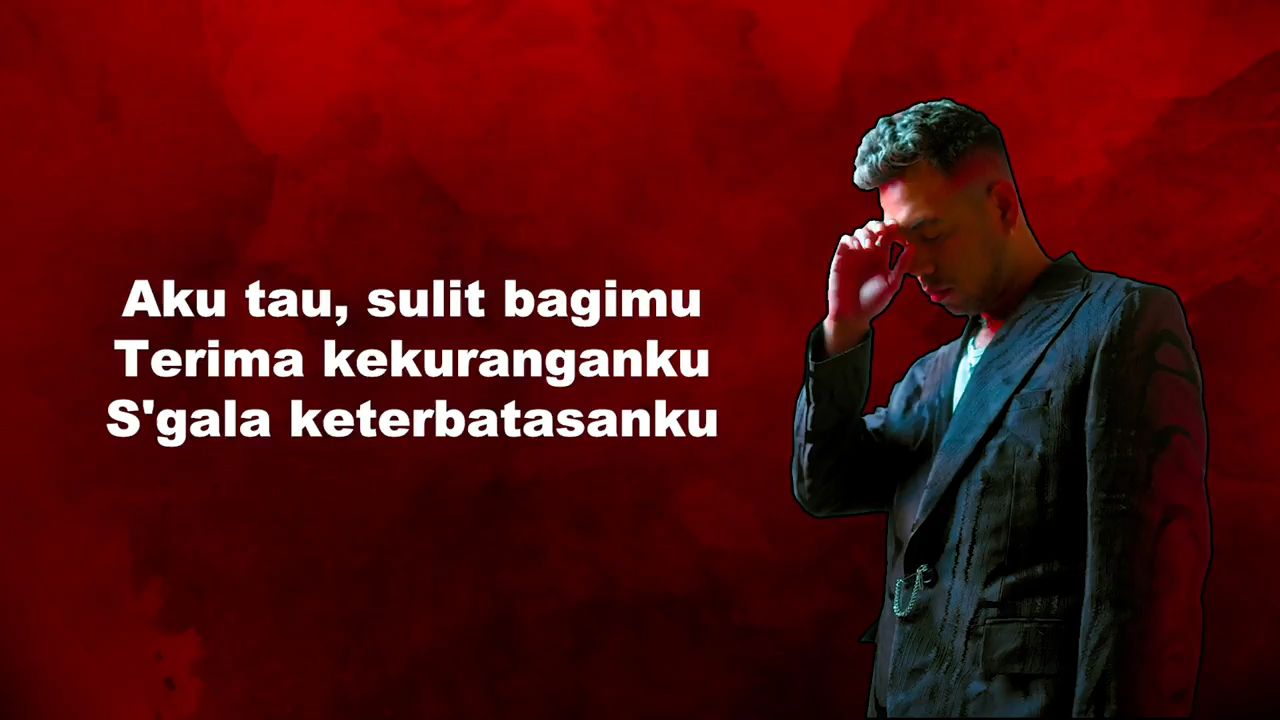 Aku tau, sulit bagimu
Terima kekuranganku
S'gala keterbatasanku